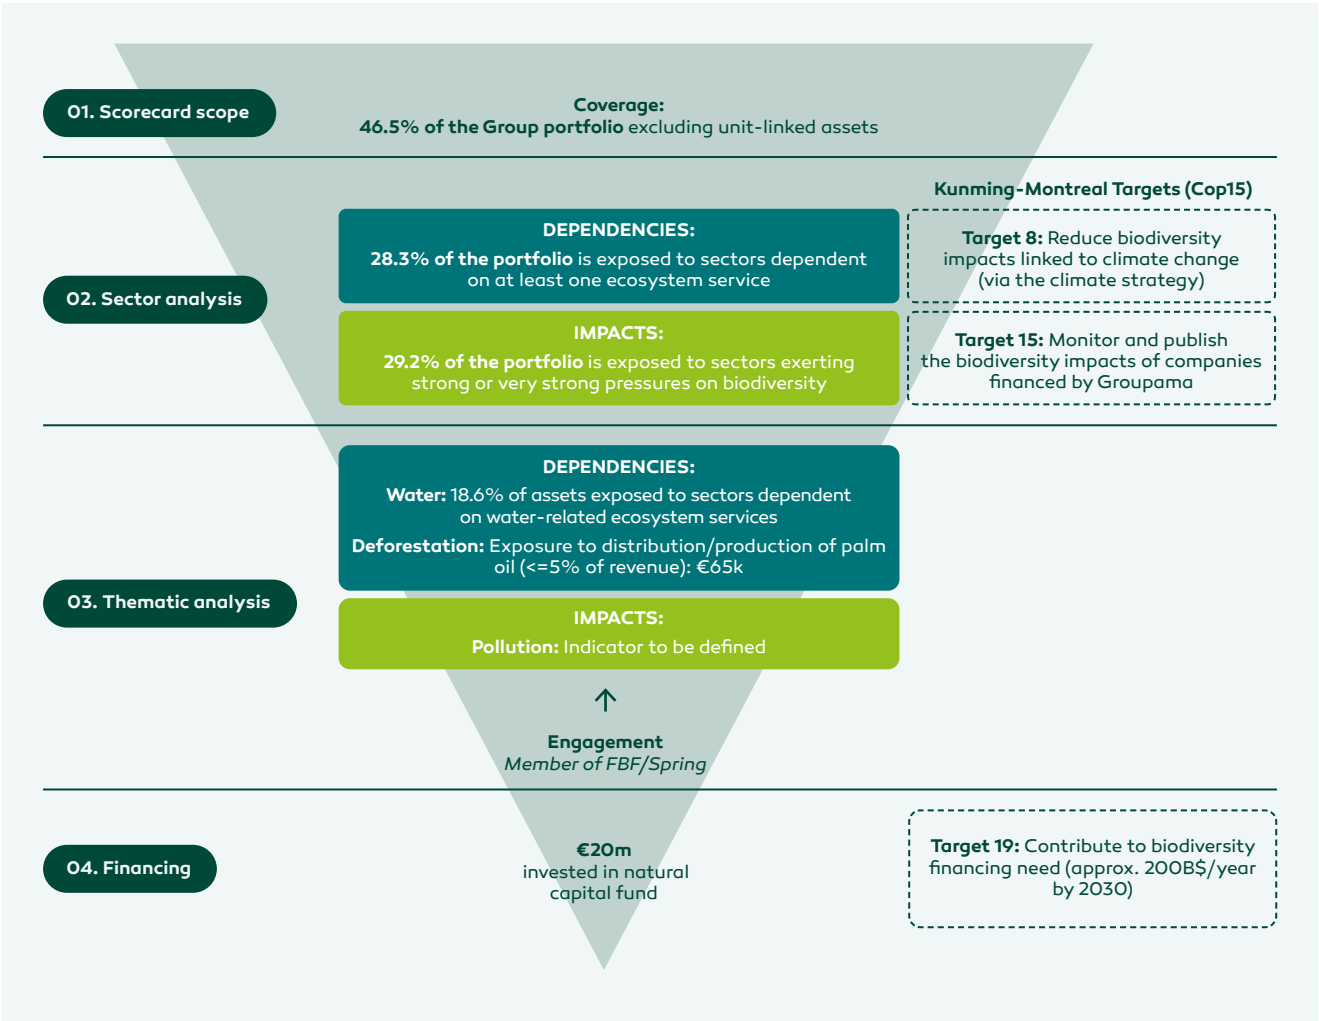 01. Scorecard scope
Coverage:
46.5% of the Group portfolio excluding unit-linked assets
Kunming-Montreal Targets (Cop15)
02. Sector analysis
DEPENDENCIES:
28.3% of the portfolio is exposed to sectors dependent
on at least one ecosystem service
Target 8: Reduce biodiversity
impacts linked to climate change
(via the climate strategy)
IMPACTS:
29.2% of the portfolio is exposed to sectors exerting
strong or very strong pressures on biodiversity
Target 15: Monitor and publish
the biodiversity impacts of companies
financed by Groupama
03. Thematic analysis
DEPENDENCIES:
Water: 18.6% of assets exposed to sectors dependent
on water-related ecosystem services
Deforestation: Exposure to distribution/production of palm
oil (<=5% of revenue): €65k
IMPACTS:
Pollution: Indicator to be defined
Engagement
Member of FBF/Spring
04. Financing
€20m
invested in natural
capital fund
Target 19: Contribute to biodiversity
financing need (approx. 200B$/year
by 2030)